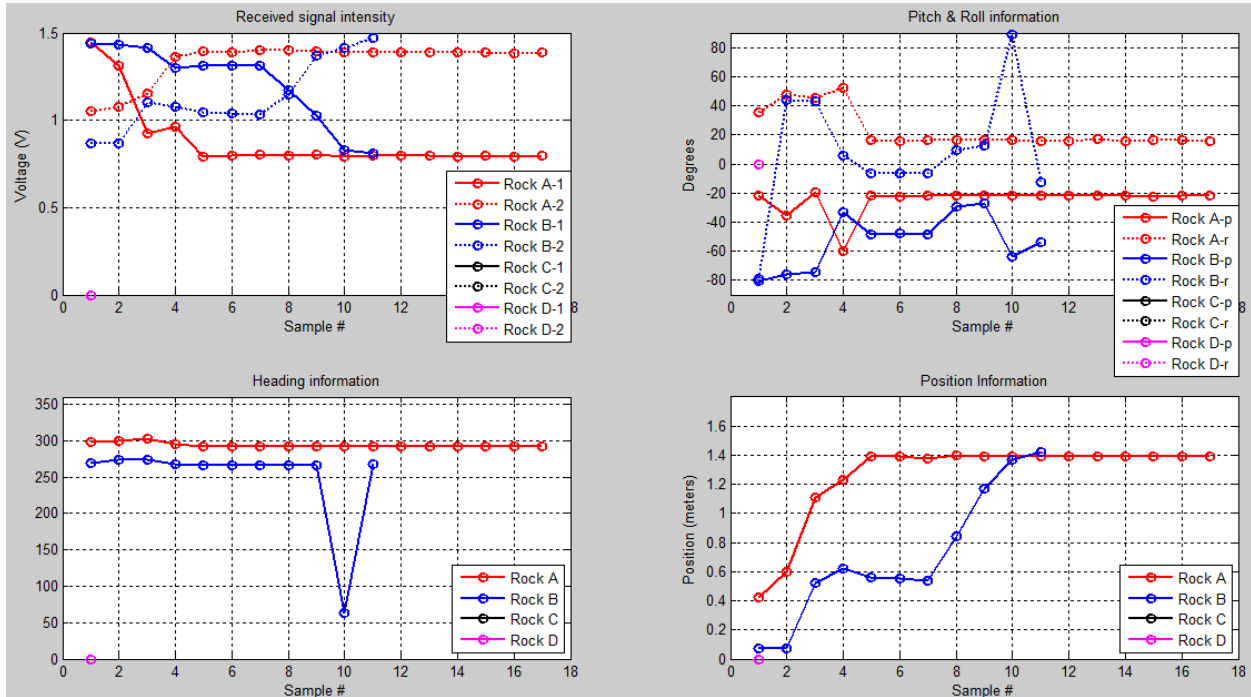 Received signal intensity
1.5
1
0.5
0
Voltage (V)
0 2 4 6 8 10 12 14 16 18
Sample #
Rock A-1
Rock A-2
Rock B-1
Rock B-2
Rock C-1
Rock C-2
Rock D-1
Rock D-2
Pitch & Roll information
80
60
40
20
0
-20
-40
-60
-80
Degrees
0 2 4 6 8 10 12 14 16 18
Sample #
Rock A-p
Rock A-r
Rock B-p
Rock B-r
Rock C-p
Rock C-r
Rock D-p
Rock D-r
Heading information
350
300
250
200
150
100
50
0
0 2 4 6 8 10 12 14 16 18
Sample #
Rock A
Rock B
Rock C
Rock D
Position Information
1.6
1.4
1.2
1
0.8
0.6
0.4
0.2
0
Position (meters)
0 2 4 6 8 10 12 14 16 18
Sample #
Rock A
Rock B
Rock C
Rock D